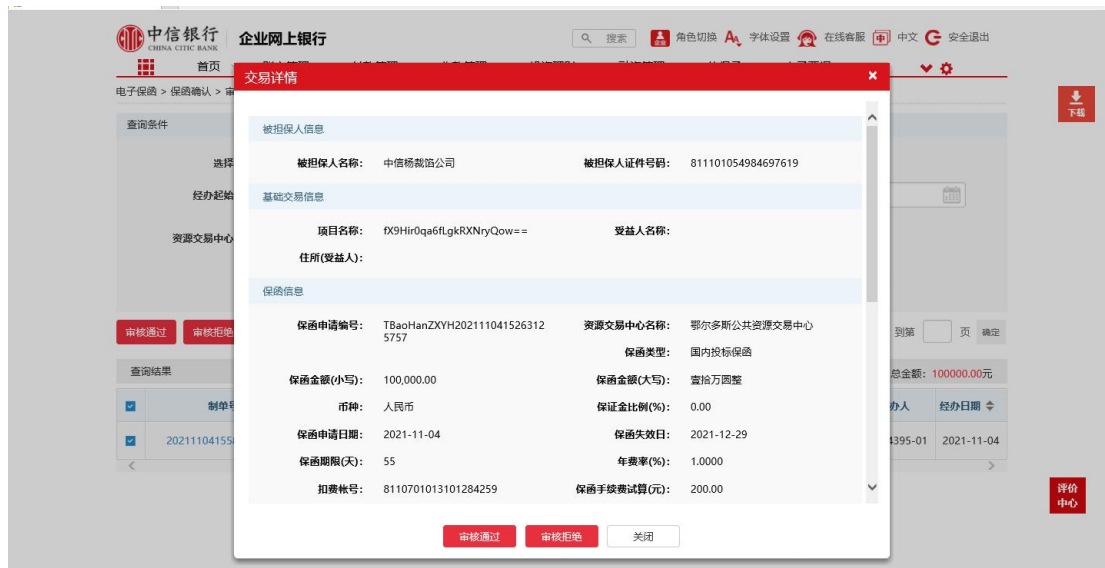 中信银行 企业网上银行 搜索 角色切换 字体设置 在线客服 中文 安全退出
CHINA CITIC BANK
首页
电子保函 > 保函确认 > 审
下载
交易详情
查询条件
被担保人信息
选择
被担保人名称: 中信杨裁馅公司 被担保人证件号码: 811101054984697619
经办起始
基础交易信息
资源交易中心
项目名称: fX9Hir0qa6fLgkRXNryQow== 受益人名称:
住所(受益人):
保函信息
审核通过 审核拒绝
保函申请编号: TBaoHanZXYH202111041526312
5757
资源交易中心名称: 鄂尔多斯公共资源交易中心
到第 页 确定
保函类型: 国内投标保函
查询结果
总金额: 100000.00元
保函金额(小写): 100,000.00 保函金额(大写): 壹拾万圆整
制单号
币种: 人民币 保证金比例(%): 0.00
办人 经办日期
保函申请日期: 2021-11-04 保函失效日: 2021-12-29
2021110415 4395-01 2021-11-04
保函期限(天): 55 年费率(%): 1.0000
扣费帐号: 8110701013101284259 保函手续费试算(元): 200.00
评价
中心
审核通过 审核拒绝 关闭